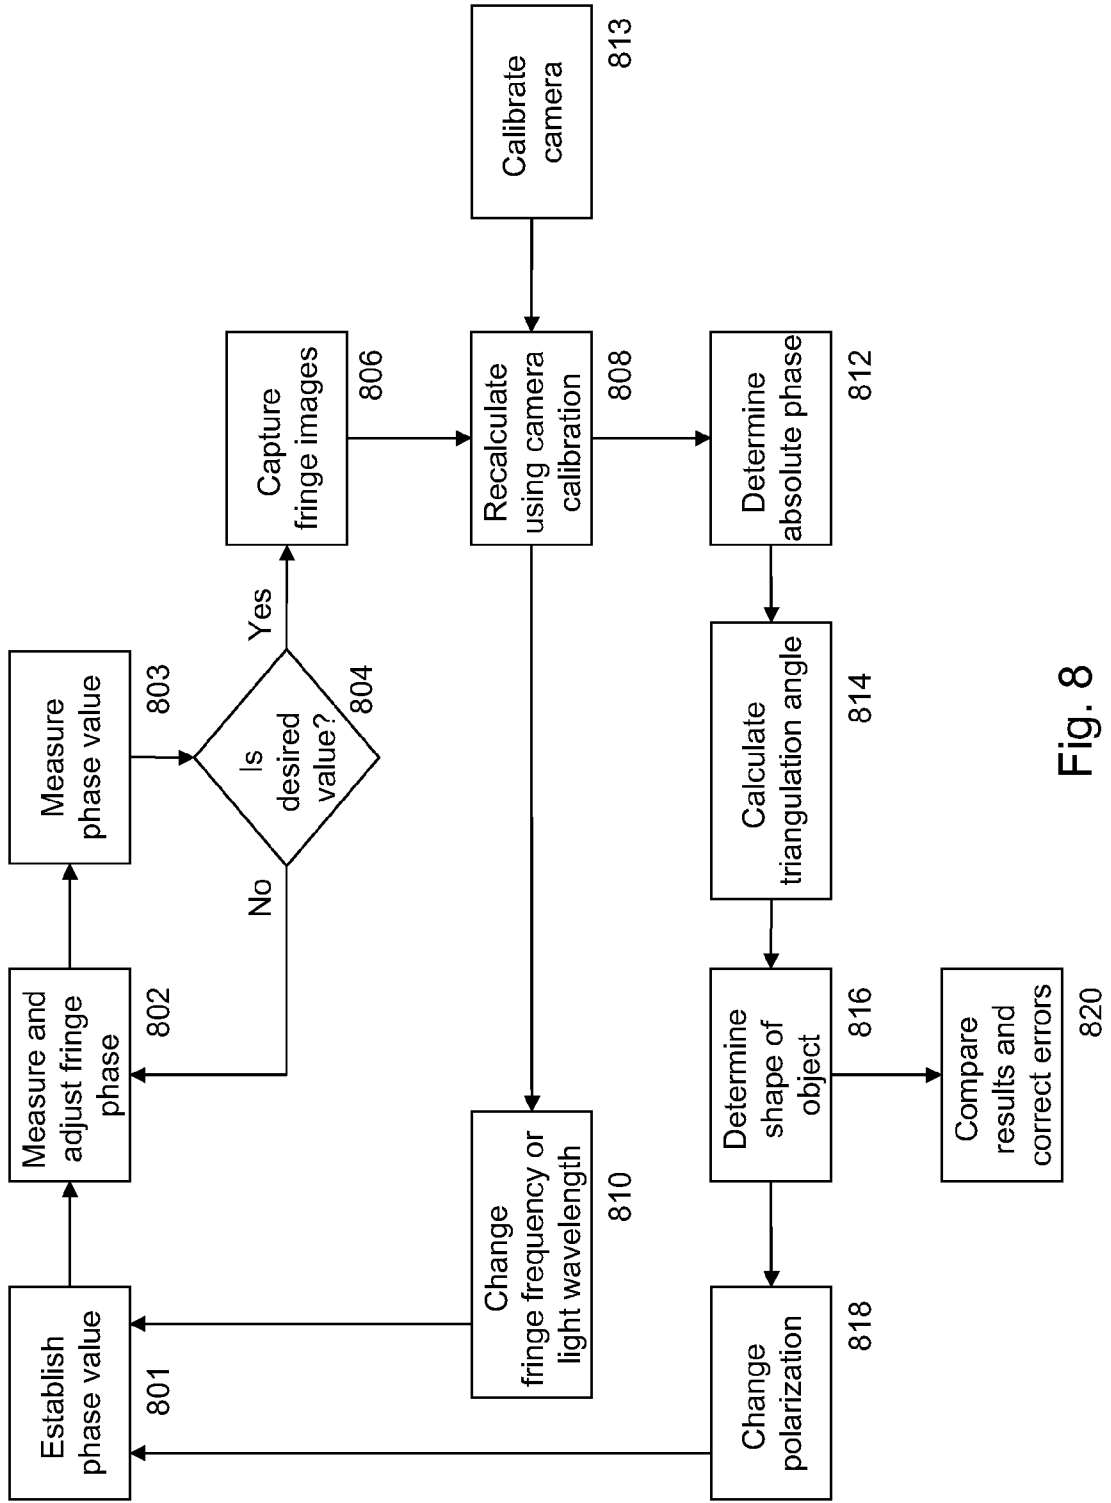 Establish
phase value
801
Measure and
adjust fringe
phase
802
Measure
phase value
803
Is
desired
value?
804
No
Yes
Capture
fringe images
806
Change
fringe frequency or
light wavelength
810
Recalculate
using camera
calibration
808
Calibrate
camera
813
Change
polarization
818
Determine
shape of
object
816
Calculate
triangulation angle
814
Determine
absolute phase
812
Compare
results and
correct errors
820
Fig. 8